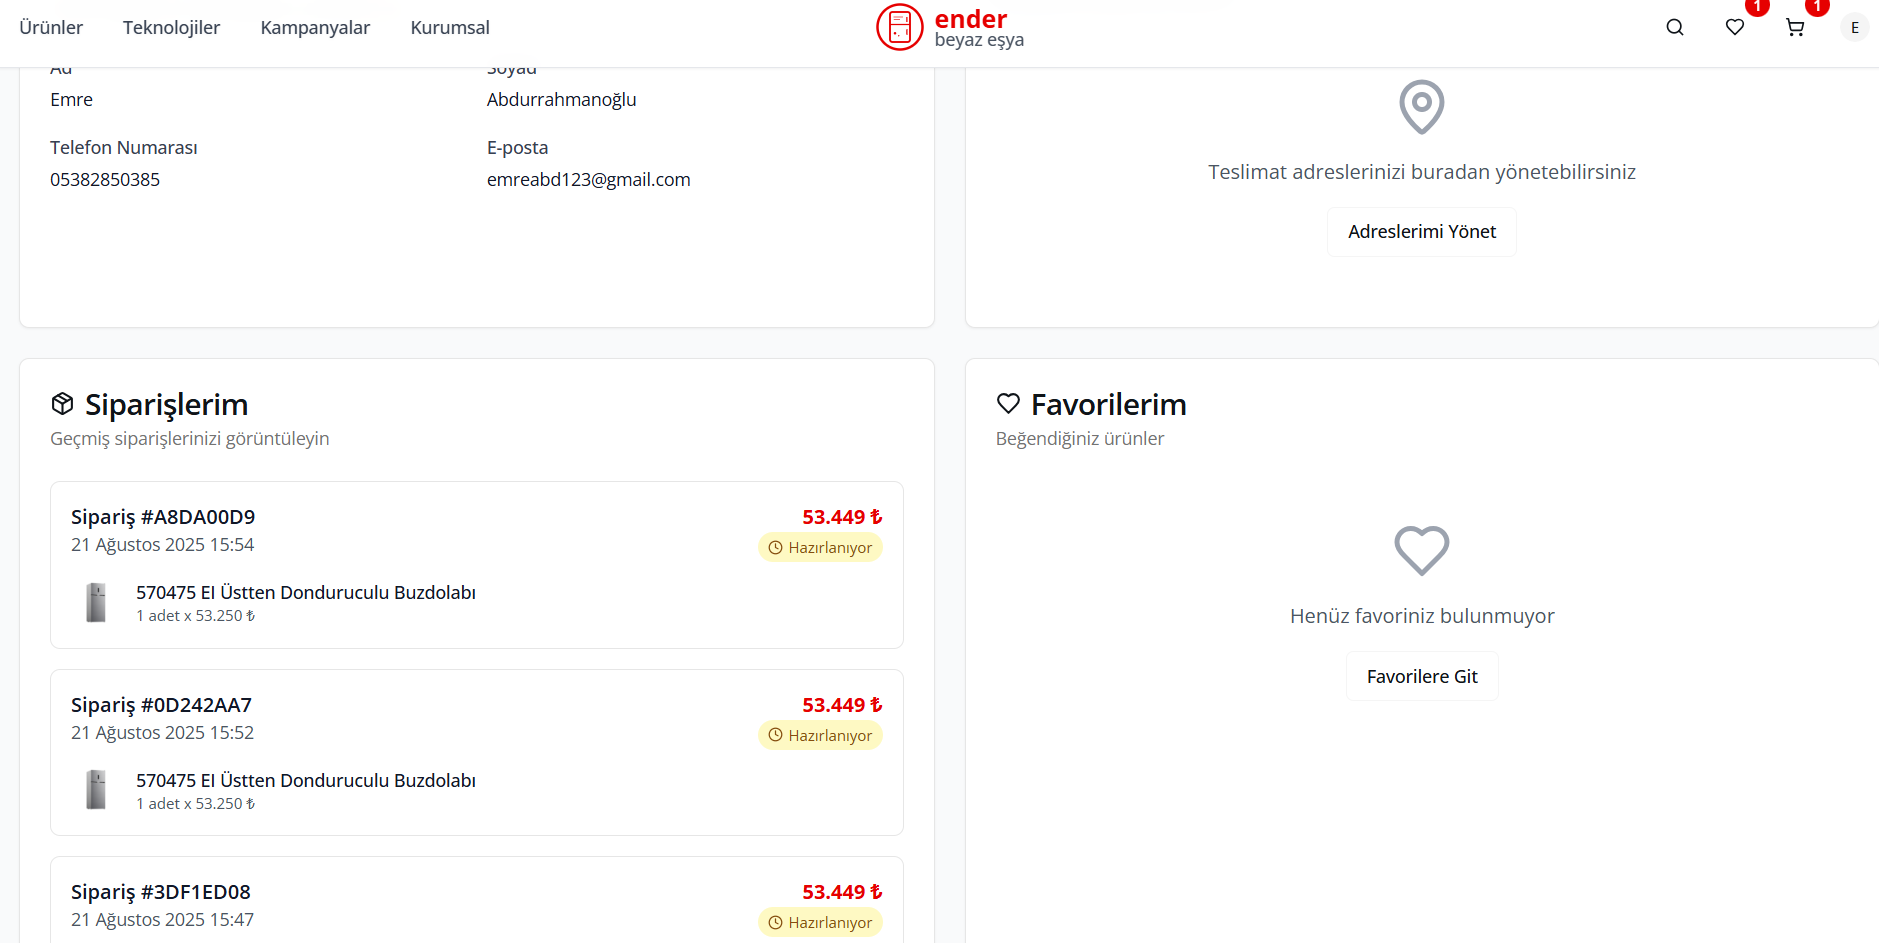 Ürünler
Teknolojiler
Kampanyalar
Kurumsal
ender
beyaz eşya
1
1
E
Ad
Soyad
Emre
Abdurrahmanoğlu
Telefon Numarası
E-posta
05382850385
emreabd123@gmail.com
Teslimat adreslerinizi buradan yönetebilirsiniz
Adreslerimi Yönet
Siparişlerim
Geçmiş siparişlerinizi görüntüleyin
Sipariş #A8DA00D9
53.449 ₺
21 Ağustos 2025 15:54
Hazırlanıyor
570475 EI Üstten Donduruculu Buzdolabı
1 adet x 53.250 ₺
Sipariş #0D242AA7
53.449 ₺
21 Ağustos 2025 15:52
Hazırlanıyor
570475 EI Üstten Donduruculu Buzdolabı
1 adet x 53.250 ₺
Sipariş #3DF1ED08
53.449 ₺
21 Ağustos 2025 15:47
Hazırlanıyor
Favorilerim
Beğendiğiniz ürünler
Henüz favoriniz bulunmuyor
Favorilere Git